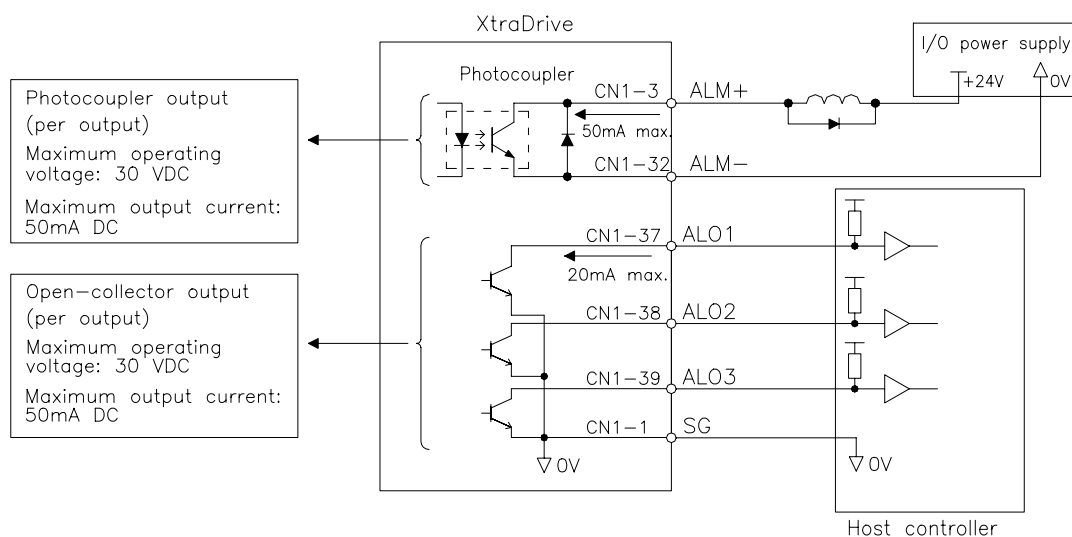 XtraDrive
I/O power supply
+24V
0V
Photocoupler
CN1-3
ALM+
50mA max.
CN1-32
ALM-
Photocoupler output
(per output)
Maximum operating
voltage: 30 VDC
Maximum output current:
50mA DC
CN1-37
ALO1
20mA max.
CN1-38
ALO2
CN1-39
ALO3
CN1-1
SG
0V
0V
Open-collector output
(per output)
Maximum operating
voltage: 30 VDC
Maximum output current:
50mA DC
Host controller